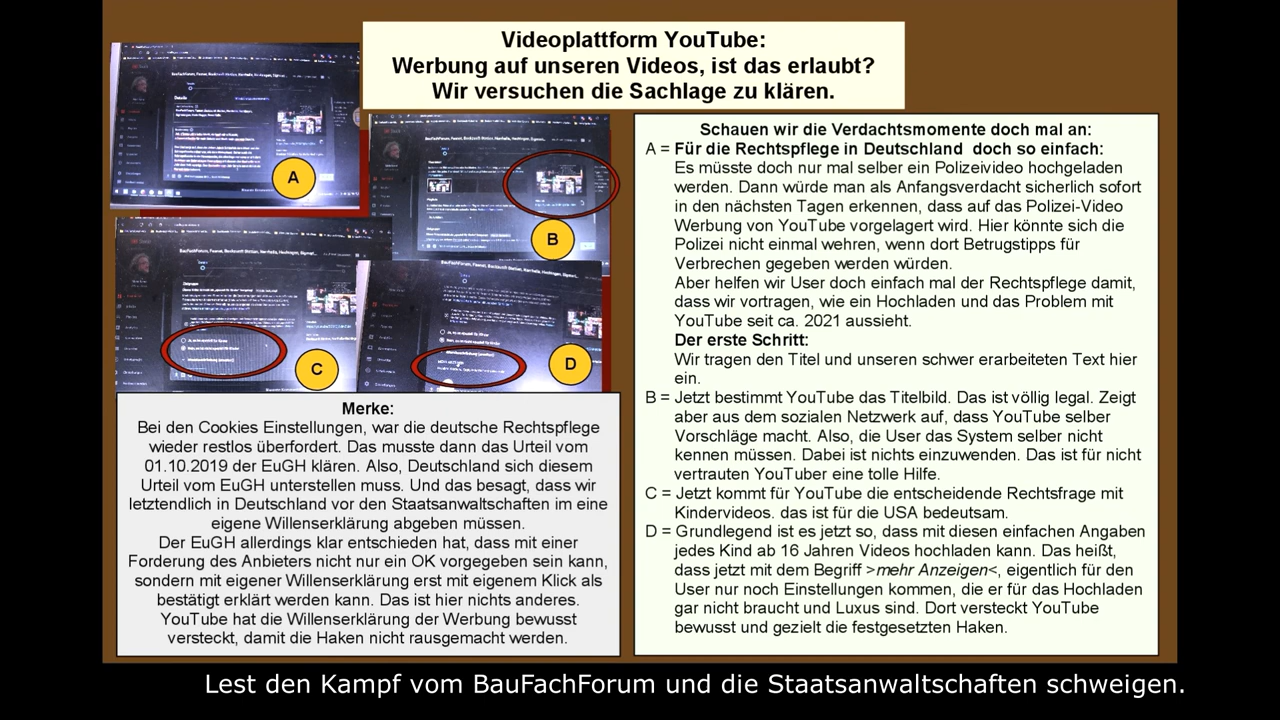 Videoplattform YouTube:
Werbung auf unseren Videos, ist das erlaubt?
Wir versuchen die Sachlage zu klären.
A
B
C
D
Merke:
Bei den Cookies Einstellungen, war die deutsche Rechtspflege
wieder restlos überfordert. Das musste dann das Urteil vom
01.10.2019 der EuGH klären. Also, Deutschland sich diesem
Urteil vom EuGH unterstellen muss. Und das besagt, dass wir
letztendlich in Deutschland vor den Staatsanwaltschaften im eine
eigene Willenserklärung abgeben müssen.
Der EuGH allerdings klar entschieden hat, dass mit einer
Forderung des Anbieters nicht nur ein OK vorgegeben sein kann,
sondern mit eigener Willenserklärung erst mit eigenem Klick als
bestätigt erklärt werden kann. Das ist hier nichts anderes.
YouTube hat die Willenserklärung der Werbung bewusst
versteckt, damit die Haken nicht rausgemacht werden.
Schauen wir die Verdachtsmomente doch mal an:
A = Für die Rechtspflege in Deutschland doch so einfach:
Es müsste doch nur mal selber ein Polizeivideo hochgeladen
werden. Dann würde man als Anfangsverdacht sicherlich sofort
in den nächsten Tagen erkennen, dass auf das Polizei-Video
Werbung von YouTube vorgelagert wird. Hier könnte sich die
Polizei nicht einmal wehren, wenn dort Betrugstipps für
Verbrechen gegeben werden würden.
Aber helfen wir User doch einfach mal der Rechtspflege damit,
dass wir vortragen, wie ein Hochladen und das Problem mit
YouTube seit ca. 2021 aussieht.
Der erste Schritt:
Wir tragen den Titel und unseren schwer erarbeiteten Text hier
ein.
B = Jetzt bestimmt YouTube das Titelbild. Das ist völlig legal. Zeigt
aber aus dem sozialen Netzwerk auf, dass YouTube selber
Vorschläge macht. Also, die User das System selber nicht
kennen müssen. Dabei ist nichts einzuwenden. Das ist für nicht
vertrauten YouTuber eine tolle Hilfe.
C = Jetzt kommt für YouTube die entscheidende Rechtsfrage mit
Kindervideos. das ist für die USA bedeutsam.
D = Grundlegend ist es jetzt so, dass mit diesen einfachen Angaben
jedes Kind ab 16 Jahren Videos hochladen kann. Das heißt,
dass jetzt mit dem Begriff >mehr Anzeigen<, eigentlich für den
User nur noch Einstellungen kommen, die er für das Hochladen
gar nicht braucht und Luxus sind. Dort versteckt YouTube
bewusst und gezielt die festgesetzten Haken.
Lest den Kampf vom BauFachForum und die Staatsanwaltschaften schweigen.